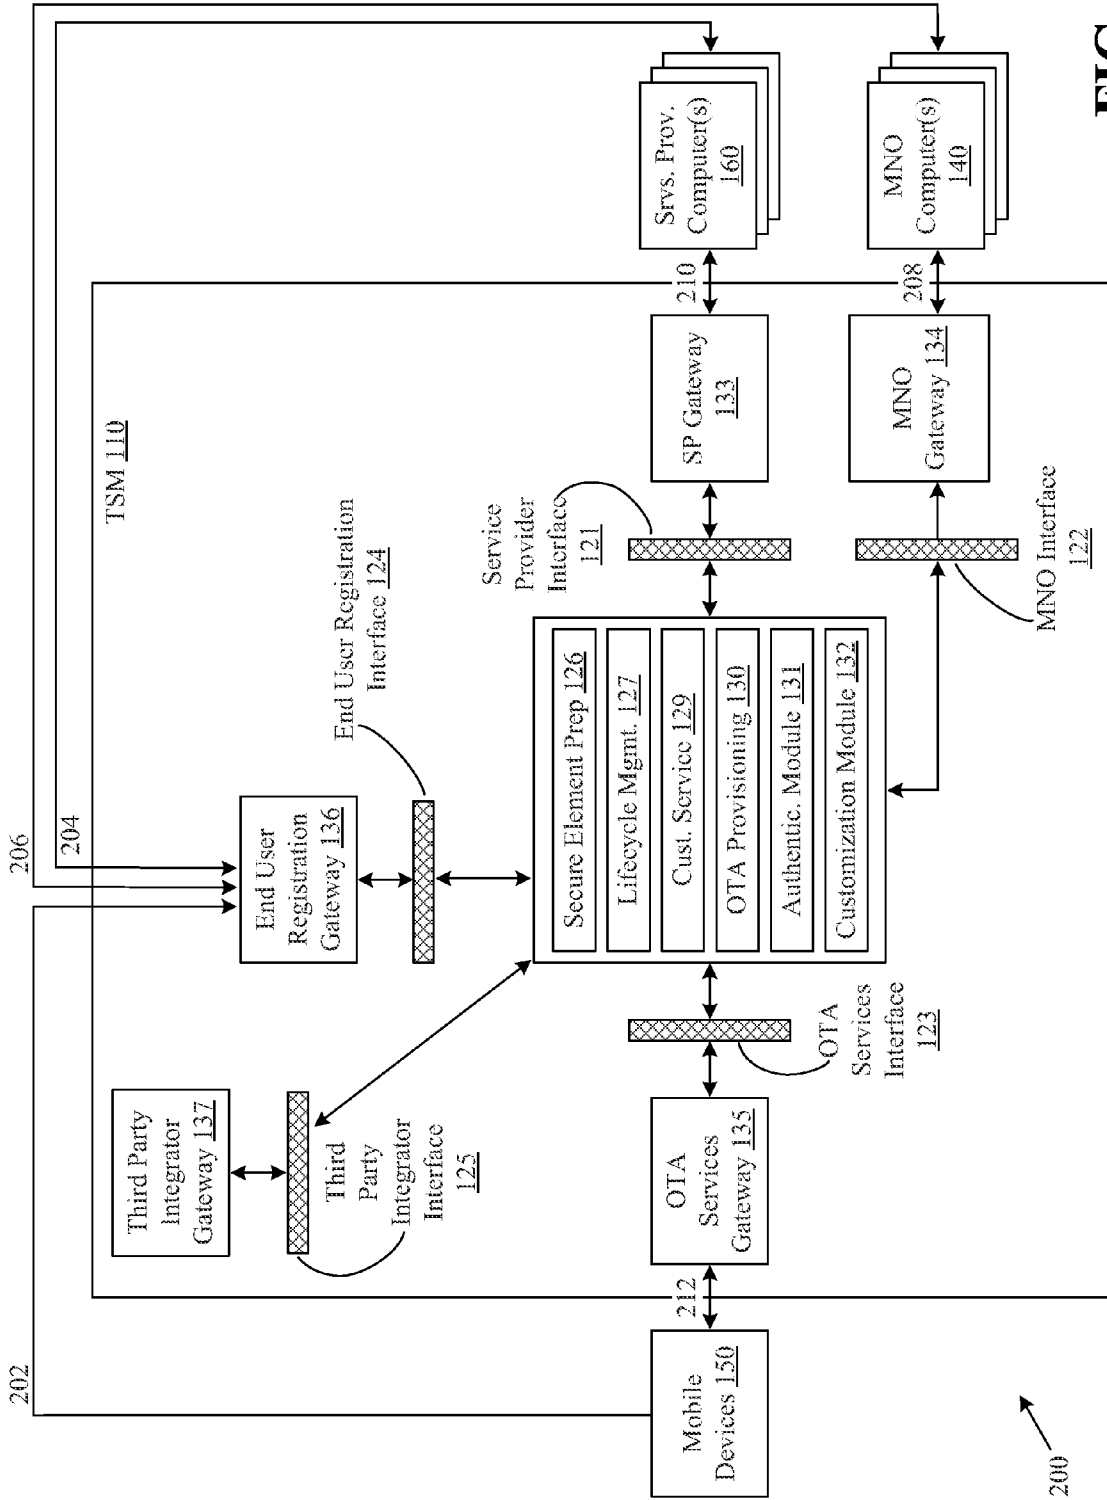 202
206
204
TSM 110
Third Party
Integrator
Gateway 137
End User
Registration
Gateway 136
End User Registration
Interface 124
Third
Party
Integrator
Interface
125
Service
Provider
Interface
121
Mobile
Devices 150
212
OTA
Services
Gateway 135
OTA
Services
Interface
123
Secure Element Prep 126
Lifecycle Mgmt. 127
Cust. Service 129
OTA Provisioning 130
Authentic. Module 131
Customization Module 132
SP Gateway
133
210
Srvs. Prov.
Computer(s)
160
MNO Interface
122
MNO
Gateway 134
208
MNO
Computer(s)
140
200
FIG